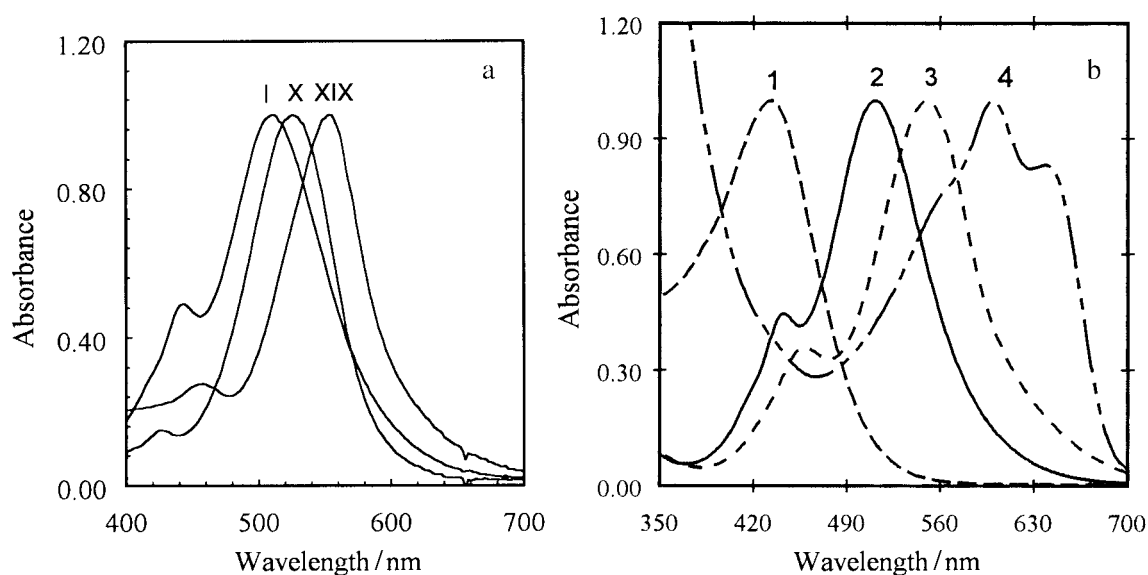 a
I X XIX
1.20
0.80
0.40
0.00
400 500 600 700
Absorbance
Wavelength / nm
b
1 2 3 4
1.20
0.90
0.60
0.30
0.00
350 420 490 560 630 700
Absorbance
Wavelength / nm